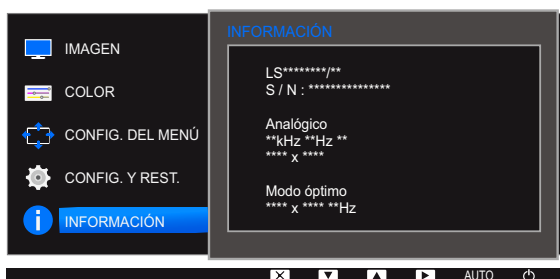 IMAGEN
COLOR
CONFIG. DEL MENÚ
CONFIG. Y REST.
INFORMACIÓN
INFORMACIÓN
LS********/**
S / N : ***************
Analógico
**kHz **Hz **
**** x ****
Modo óptimo
**** x **** **Hz
AUTO